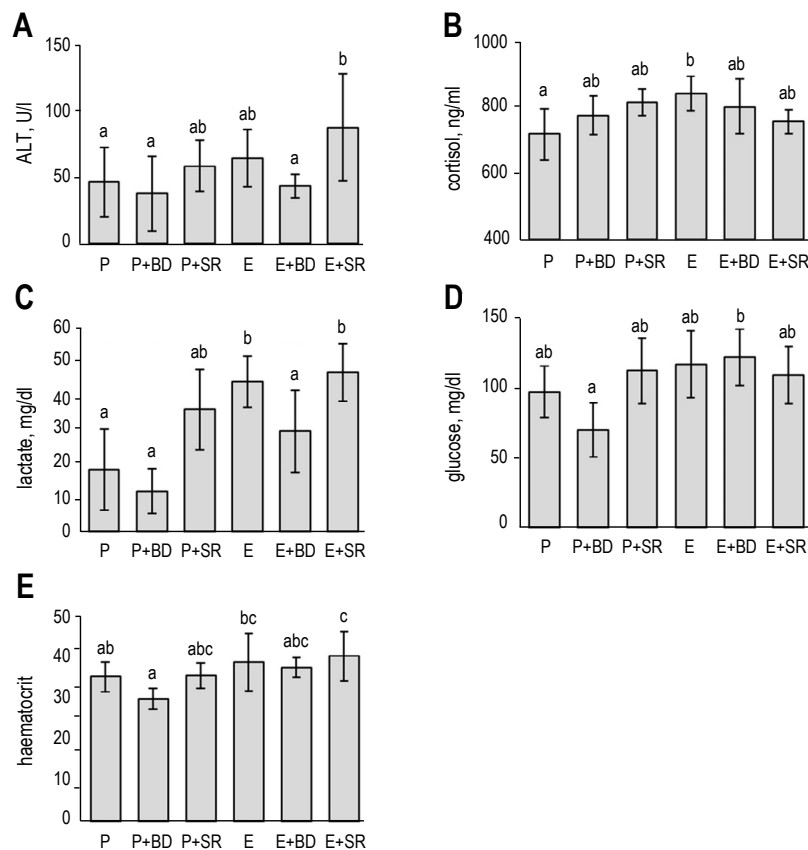 A
ALT, U/l
150
100
50
0
a a ab ab a b
P P+BD P+SR E E+BD E+SR
B
cortisol, ng/ml
1000
800
600
400
a ab ab b ab ab
P P+BD P+SR E E+BD E+SR
C
lactate, mg/dl
60
50
40
30
20
10
0
a a ab b a b
P P+BD P+SR E E+BD E+SR
D
glucose, mg/dl
150
100
50
0
ab a ab ab b ab
P P+BD P+SR E E+BD E+SR
E
haematocrit
50
40
30
20
10
0
ab a abc bc abc c
P P+BD P+SR E E+BD E+SR